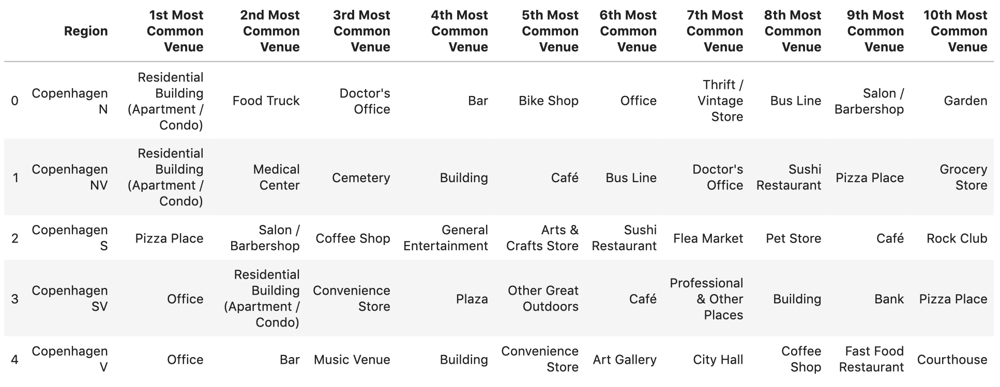 Region 1st Most Common Venue 2nd Most Common Venue 3rd Most Common Venue 4th Most Common Venue 5th Most Common Venue 6th Most Common Venue 7th Most Common Venue 8th Most Common Venue 9th Most Common Venue 10th Most Common Venue
0 Copenhagen N Residential Building (Apartment / Condo) Food Truck Doctor's Office Bar Bike Shop Office Thrift / Vintage Store Bus Line Salon / Barbershop Garden
1 Copenhagen NV Residential Building (Apartment / Condo) Medical Center Cemetery Building Café Bus Line Doctor's Office Sushi Restaurant Pizza Place Grocery Store
2 Copenhagen S Pizza Place Salon / Barbershop Coffee Shop General Entertainment Arts & Crafts Store Sushi Restaurant Flea Market Pet Store Café Rock Club
3 Copenhagen SV Office Residential Building (Apartment / Condo) Convenience Store Plaza Other Great Outdoors Café Professional & Other Places Building Bank Pizza Place
4 Copenhagen V Office Bar Music Venue Building Convenience Store Art Gallery City Hall Coffee Shop Fast Food Restaurant Courthouse